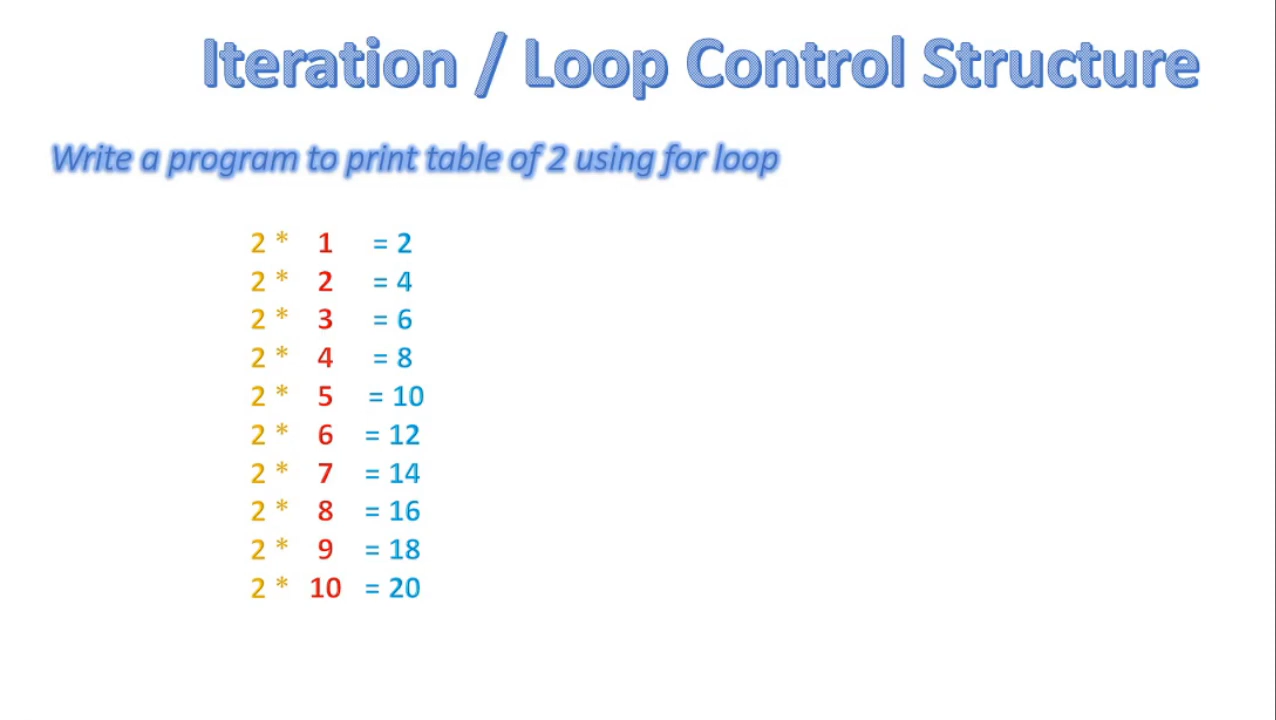 Iteration / Loop Control Structure
Write a program to print table of 2 using for loop
2 * 1 = 2
2 * 2 = 4
2 * 3 = 6
2 * 4 = 8
2 * 5 = 10
2 * 6 = 12
2 * 7 = 14
2 * 8 = 16
2 * 9 = 18
2 * 10 = 20